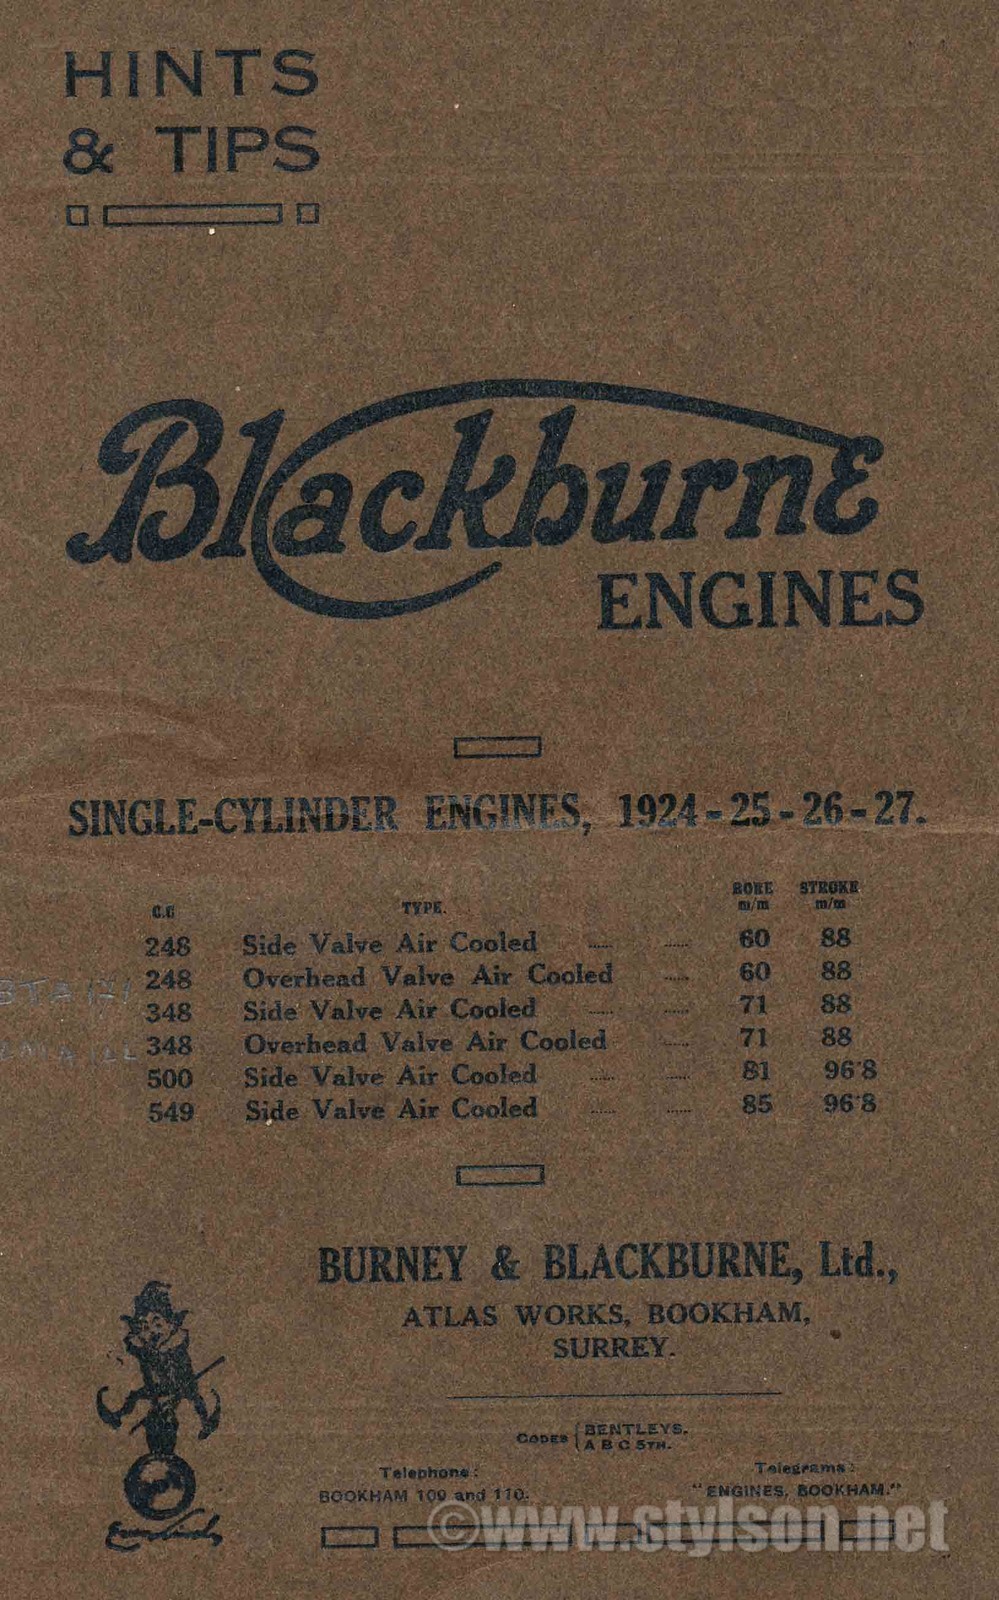 HINTS
& TIPS
Blackburne
ENGINES
SINGLE-CYLINDER ENGINES, 1924-25-26-27.
C.C TYPE. BORE m/m STROKE m/m
248 Side Valve Air Cooled ..... ..... 60 88
248 Overhead Valve Air Cooled ..... 60 88
348 Side Valve Air Cooled ..... ..... 71 88
348 Overhead Valve Air Cooled ..... 71 88
500 Side Valve Air Cooled ..... ..... 81 96·8
549 Side Valve Air Cooled ..... ..... 85 96·8
BURNEY & BLACKBURNE, Ltd.,
ATLAS WORKS, BOOKHAM,
SURREY.
CODES { BENTLEYS.
A B C 5TH.
Telephone:
BOOKHAM 109 and 110.
Telegrams:
"ENGINES, BOOKHAM."
©www.stylson.net